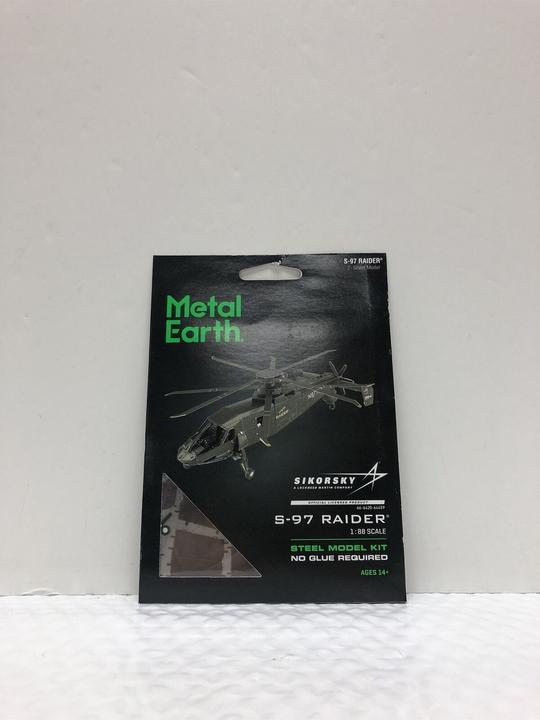 S-97 RAIDER®
2 - Sheet Model
Metal
Earth®
SIKORSKY
A LOCKHEED MARTIN COMPANY
OFFICIAL LICENSED PRODUCT
S-97 RAIDER®
1:88 SCALE
STEEL MODEL KIT
NO GLUE REQUIRED
AGES 14+